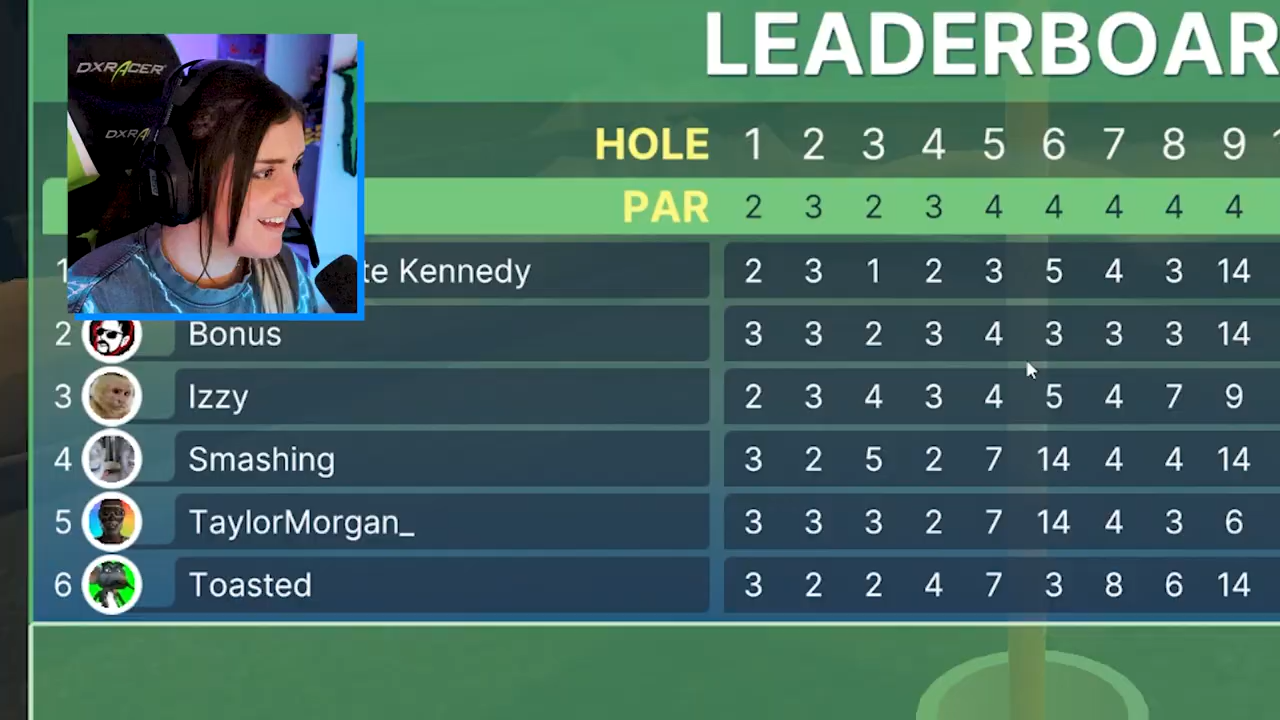 LEADERBOAR
DXRACER
HOLE 1 2 3 4 5 6 7 8 9
PAR 2 3 2 3 4 4 4 4 4
1 te Kennedy 2 3 1 2 3 5 4 3 14
2 Bonus 3 3 2 3 4 3 3 3 14
3 Izzy 2 3 4 3 4 5 4 7 9
4 Smashing 3 2 5 2 7 14 4 4 14
5 TaylorMorgan_ 3 3 3 2 7 14 4 3 6
6 Toasted 3 2 2 4 7 3 8 6 14